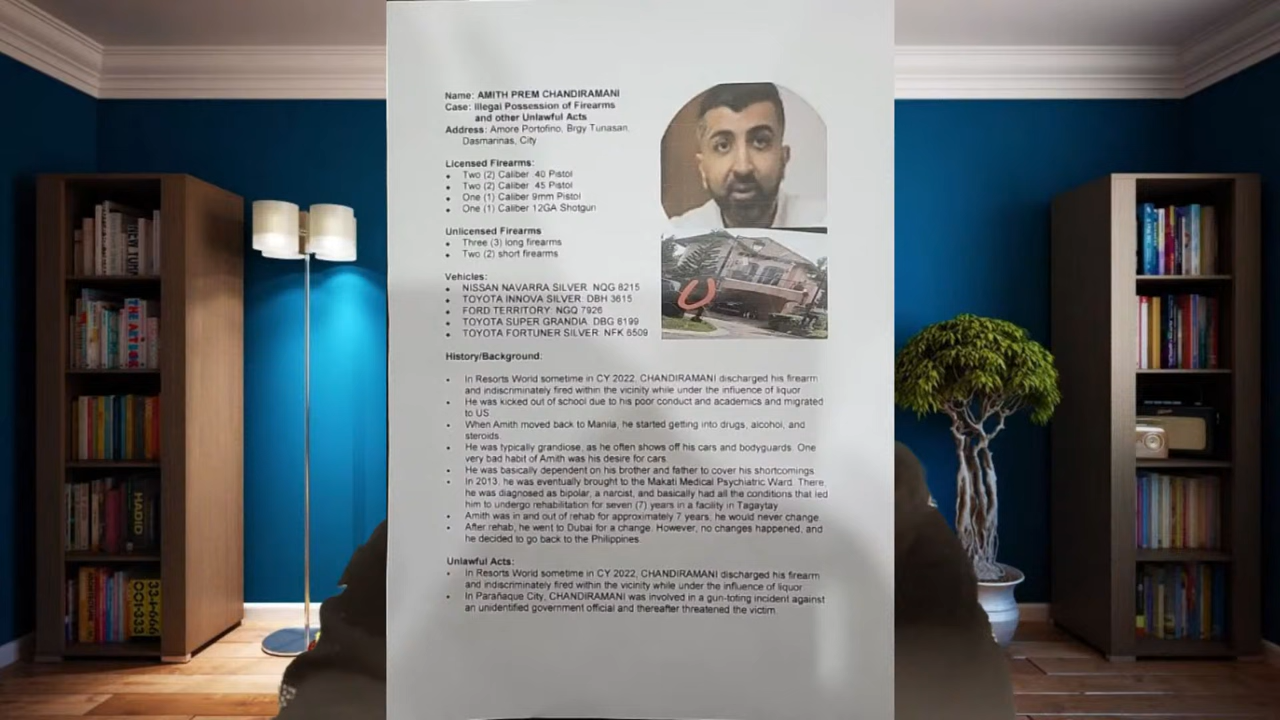 Name: AMITH PREM CHANDIRAMANI
Case: Illegal Possession of Firearms
and other Unlawful Acts
Address: Amore Portofino, Brgy Tunasan,
Dasmarinas, City
Licensed Firearms:
• Two (2) Caliber .40 Pistol
• Two (2) Caliber .45 Pistol
• One (1) Caliber 9mm Pistol
• One (1) Caliber 12GA Shotgun
Unlicensed Firearms
• Three (3) long firearms
• Two (2) short firearms
Vehicles:
• NISSAN NAVARRA SILVER: NQG 8215
• TOYOTA INNOVA SILVER: DBH 3615
• FORD TERRITORY: NGQ 7926
• TOYOTA SUPER GRANDIA: DBG 6199
• TOYOTA FORTUNER SILVER: NFK 6509
History/Background:
• In Resorts World sometime in CY 2022, CHANDIRAMANI discharged his firearm
and indiscriminately fired within the vicinity while under the influence of liquor
• He was kicked out of school due to his poor conduct and academics and migrated
to US.
• When Amith moved back to Manila, he started getting into drugs, alcohol, and
steroids.
• He was typically grandiose, as he often shows off his cars and bodyguards. One
very bad habit of Amith was his desire for cars.
• He was basically dependent on his brother and father to cover his shortcomings
• In 2013, he was eventually brought to the Makati Medical Psychiatric Ward. There,
he was diagnosed as bipolar, a narcist, and basically had all the conditions that led
him to undergo rehabilitation for seven (7) years in a facility in Tagaytay
• Amith was in and out of rehab for approximately 7 years; he would never change.
• After rehab, he went to Dubai for a change. However, no changes happened, and
he decided to go back to the Philippines.
Unlawful Acts:
• In Resorts World sometime in CY 2022, CHANDIRAMANI discharged his firearm
and indiscriminately fired within the vicinity while under the influence of liquor
• In Parañaque City, CHANDIRAMANI was involved in a gun-toting incident against
an unidentified government official and thereafter threatened the victim.
HADID